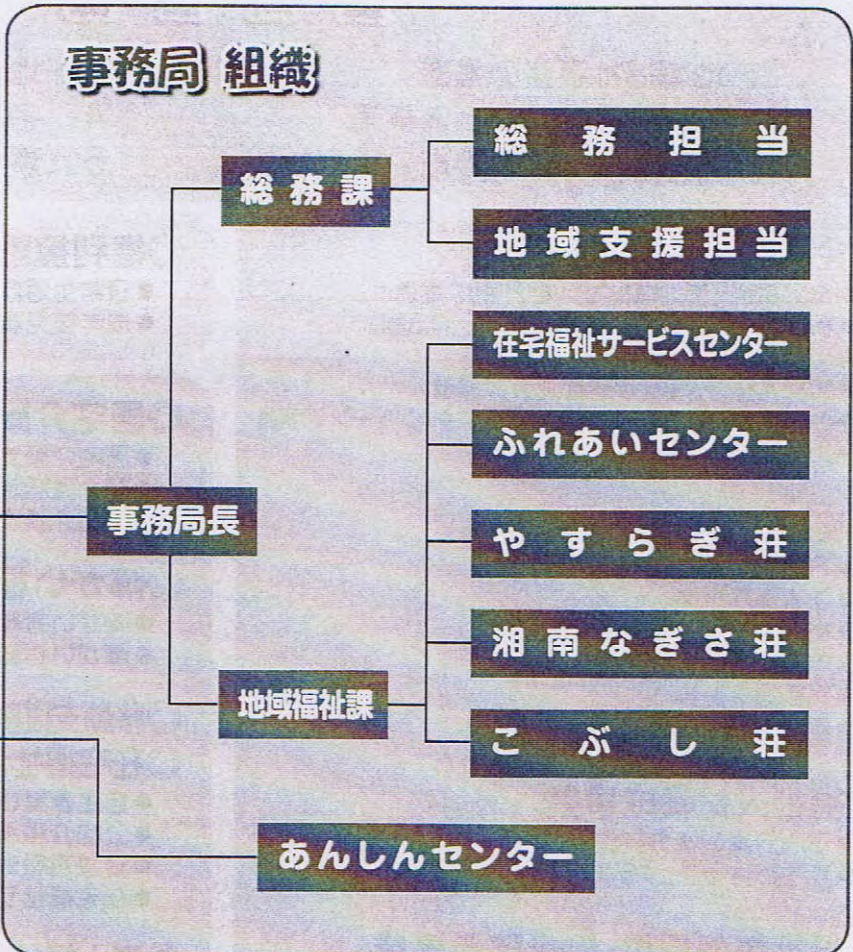 事務局 組織
総務担当
総務課
地域支援担当
在宅福祉サービスセンター
ふれあいセンター
事務局長
やすらぎ荘
湘南なぎさ荘
地域福祉課
こぶし荘
あんしんセンター